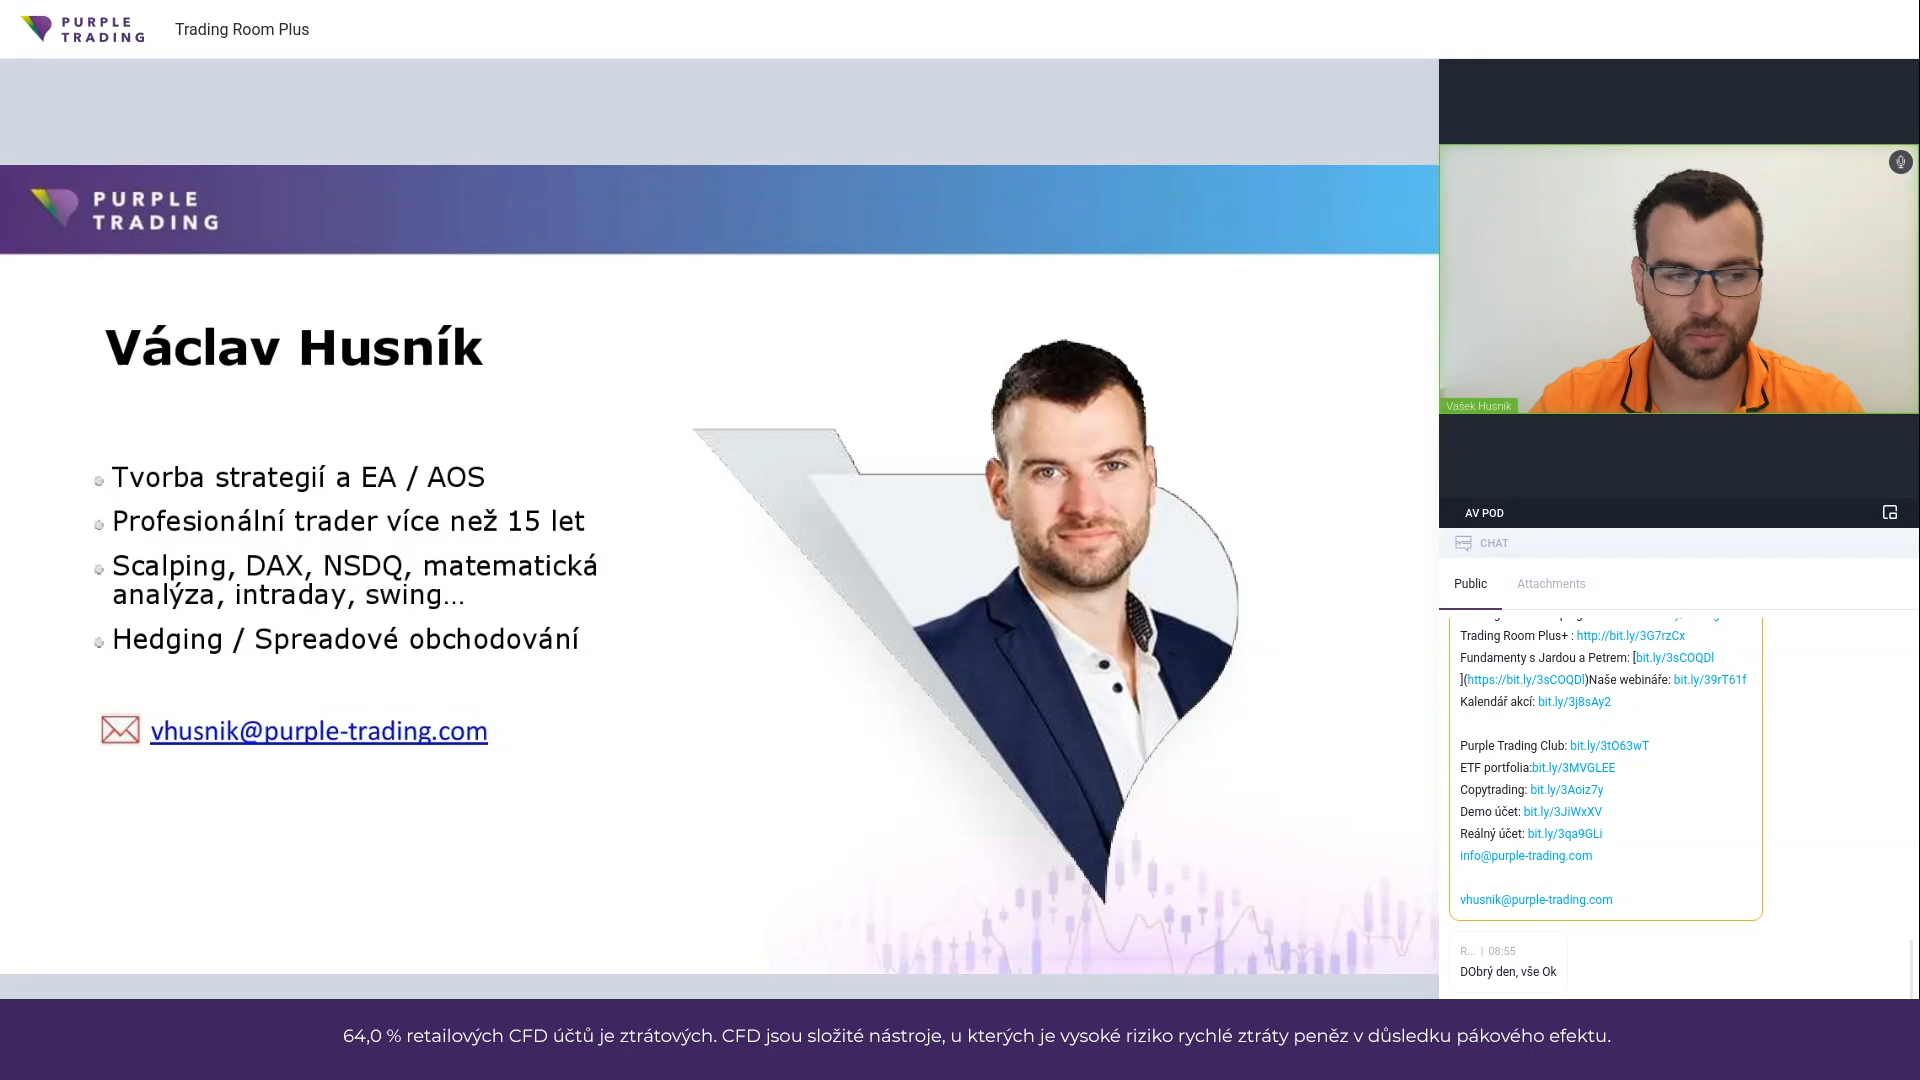 PURPLE
TRADING
Trading Room Plus
PURPLE
TRADING
Václav Husník
Tvorba strategií a EA / AOS
Profesionální trader více než 15 let
Scalping, DAX, NSDQ, matematická
analýza, intraday, swing...
Hedging / Spreadové obchodování
vhusnik@purple-trading.com
Vašek Husník
AV POD
CHAT
Public
Attachments
Trading Room Plus+ : http://bit.ly/3G7rzCx
Fundamenty s Jardou a Petrem: [bit.ly/3sCOQDl
](https://bit.ly/3sCOQDl)Naše webináře: bit.ly/39rT61f
Kalendář akcí: bit.ly/3j8sAy2
Purple Trading Club: bit.ly/3tO63wT
ETF portfolia:bit.ly/3MVGLEE
Copytrading: bit.ly/3Aoiz7y
Demo účet: bit.ly/3JiWxXV
Reálný účet: bit.ly/3qa9GLi
info@purple-trading.com
vhusnik@purple-trading.com
R... | 08:55
DObrý den, vše Ok
64,0 % retailových CFD účtů je ztrátových. CFD jsou složité nástroje, u kterých je vysoké riziko rychlé ztráty peněz v důsledku pákového efektu.